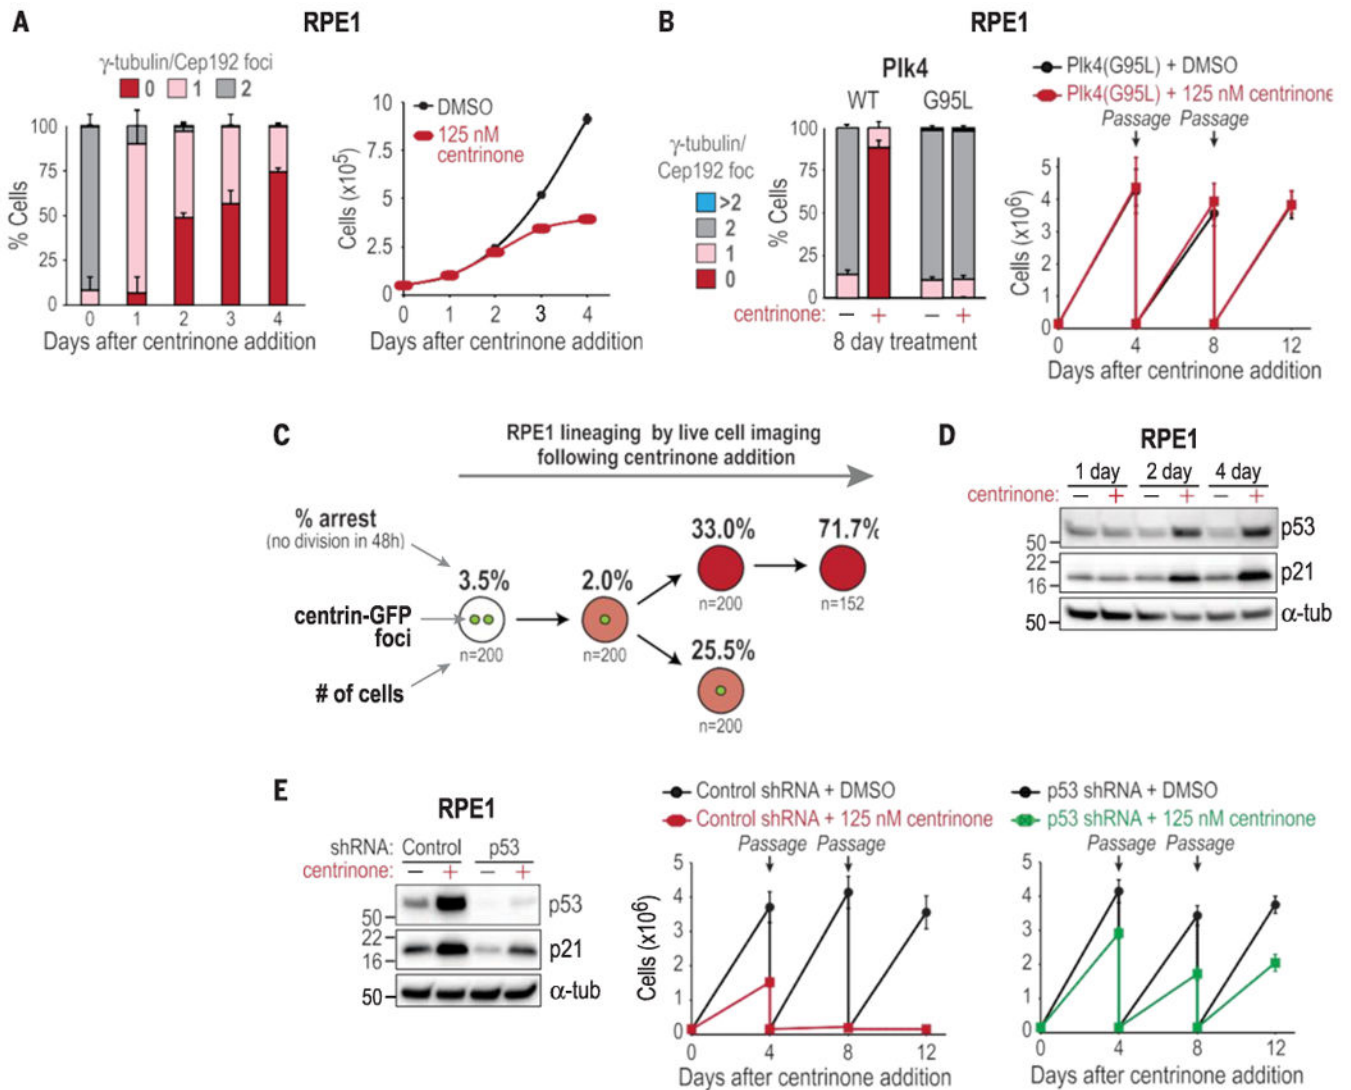 A
RPE1
γ-tubulin/Cep192 foci
0 1 2
100
75
50
25
0
% Cells
0 1 2 3 4
Days after centrinone addition
DMSO
125 nM
centrinone
10
7.5
5
2.5
0
Cells (x10⁵)
0 1 2 3 4
Days after centrinone addition
B
RPE1
Plk4
WT G95L
γ-tubulin/
Cep192 foc
>2
2
1
0
100
75
50
25
0
% Cells
centrinone: – + – +
8 day treatment
Plk4(G95L) + DMSO
Plk4(G95L) + 125 nM centrinone
Passage Passage
5
4
3
2
1
0
Cells (x10⁶)
0 4 8 12
Days after centrinone addition
C
RPE1 lineaging by live cell imaging
following centrinone addition
% arrest
(no division in 48h)
centrin-GFP
foci
# of cells
3.5%
n=200
2.0%
n=200
33.0%
n=200
71.7%
n=152
25.5%
n=200
D
RPE1
1 day 2 day 4 day
centrinone: – + – + – +
50
p53
22
16
p21
50
α-tub
E
RPE1
shRNA: Control p53
centrinone: – + – +
50
p53
22
16
p21
50
α-tub
Control shRNA + DMSO
Control shRNA + 125 nM centrinone
Passage Passage
5
4
3
2
1
0
Cells (x10⁶)
0 4 8 12
Days after centrinone addition
p53 shRNA + DMSO
p53 shRNA + 125 nM centrinone
Passage Passage
5
4
3
2
1
0
0 4 8 12
Days after centrinone addition